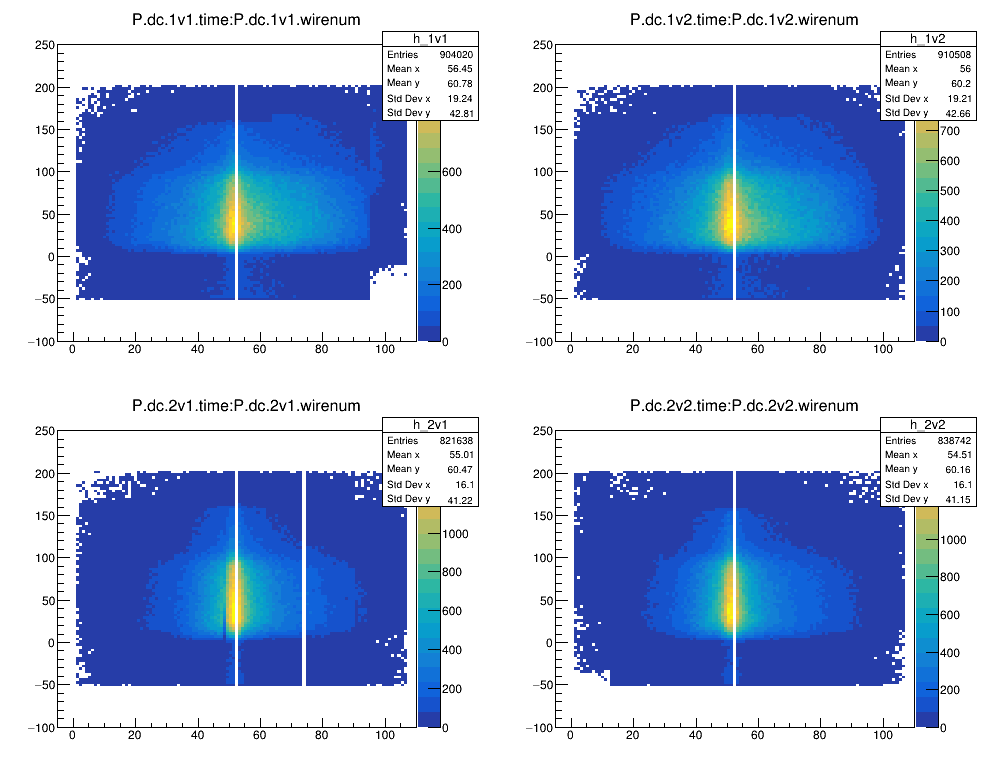 P.dc.1v1.time:P.dc.1v1.wirenum
h_1v1
Entries 904020
Mean x 56.45
Mean y 60.78
Std Dev x 19.24
Std Dev y 42.81
250
200
150
100
50
0
−50
−100
0 20 40 60 80 100
600
400
200
0
P.dc.1v2.time:P.dc.1v2.wirenum
h_1v2
Entries 910508
Mean x 56
Mean y 60.2
Std Dev x 19.21
Std Dev y 42.66
250
200
150
100
50
0
−50
−100
0 20 40 60 80 100
700
600
500
400
300
200
100
0
P.dc.2v1.time:P.dc.2v1.wirenum
h_2v1
Entries 821638
Mean x 55.01
Mean y 60.47
Std Dev x 16.1
Std Dev y 41.22
250
200
150
100
50
0
−50
−100
0 20 40 60 80 100
1000
800
600
400
200
0
P.dc.2v2.time:P.dc.2v2.wirenum
h_2v2
Entries 838742
Mean x 54.51
Mean y 60.16
Std Dev x 16.1
Std Dev y 41.15
250
200
150
100
50
0
−50
−100
0 20 40 60 80 100
1000
800
600
400
200
0